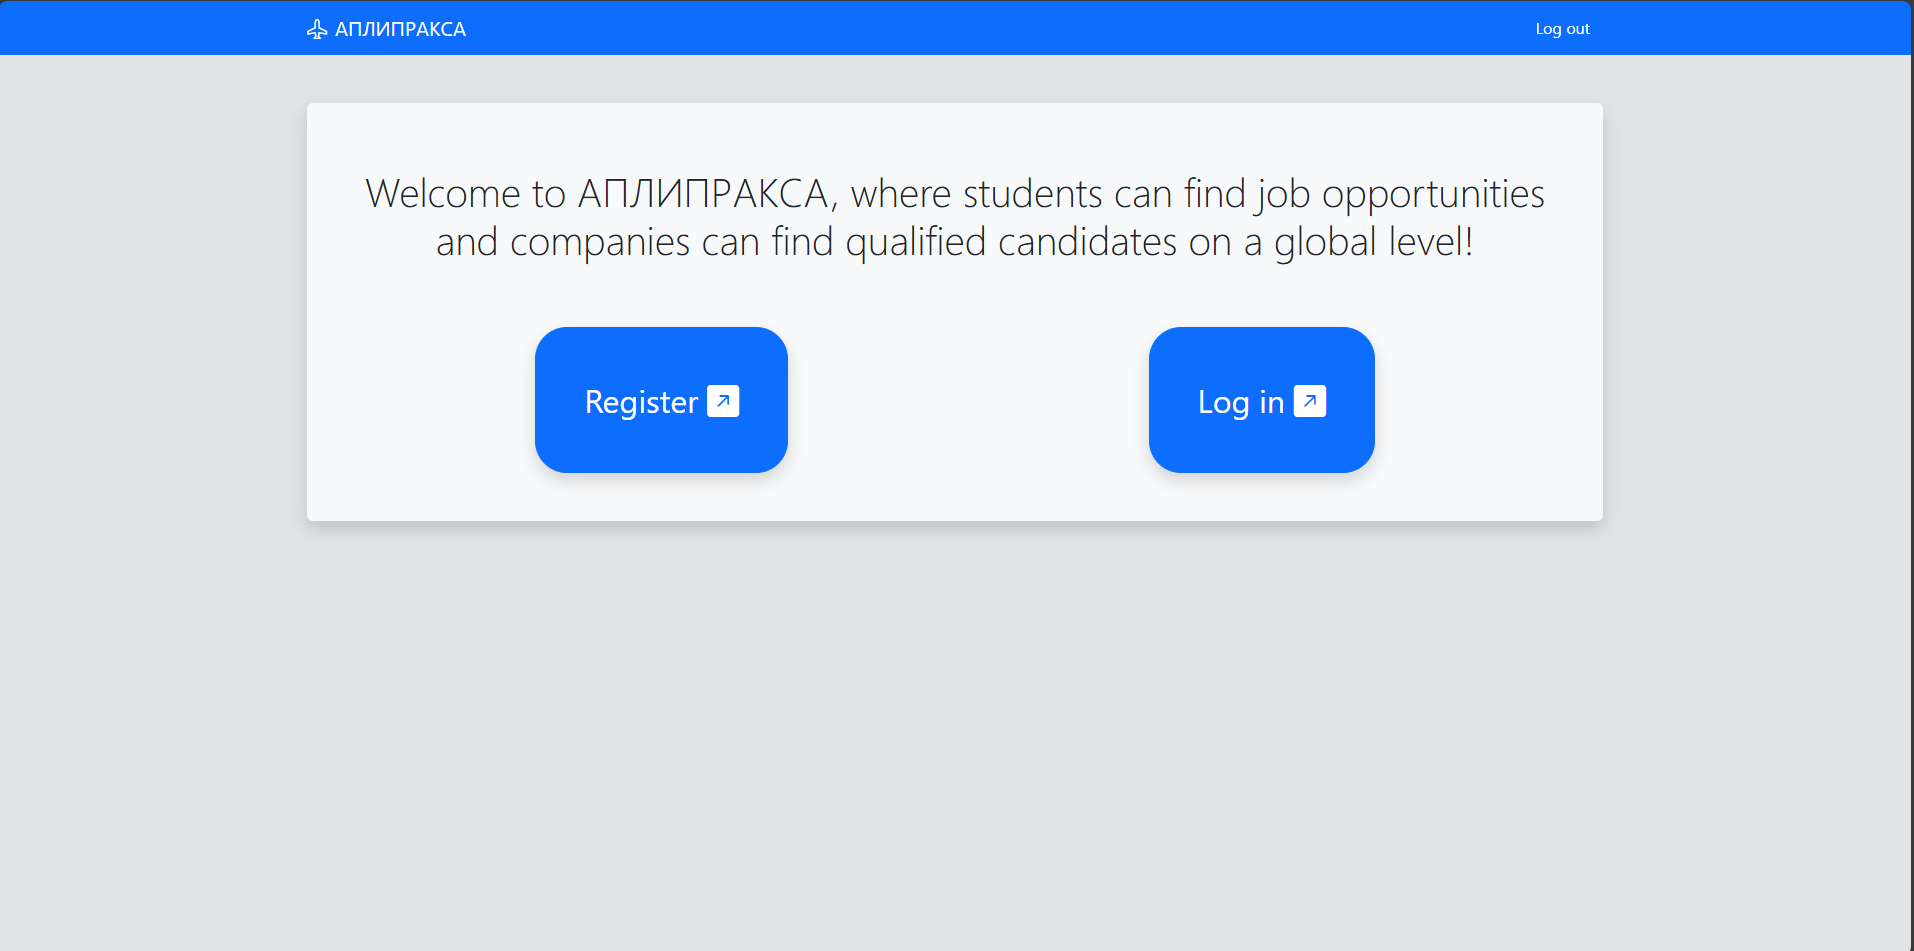 АПЛИПРАКСА
Log out
Welcome to АПЛИПРАКСА, where students can find job opportunities
and companies can find qualified candidates on a global level!
Register
Log in